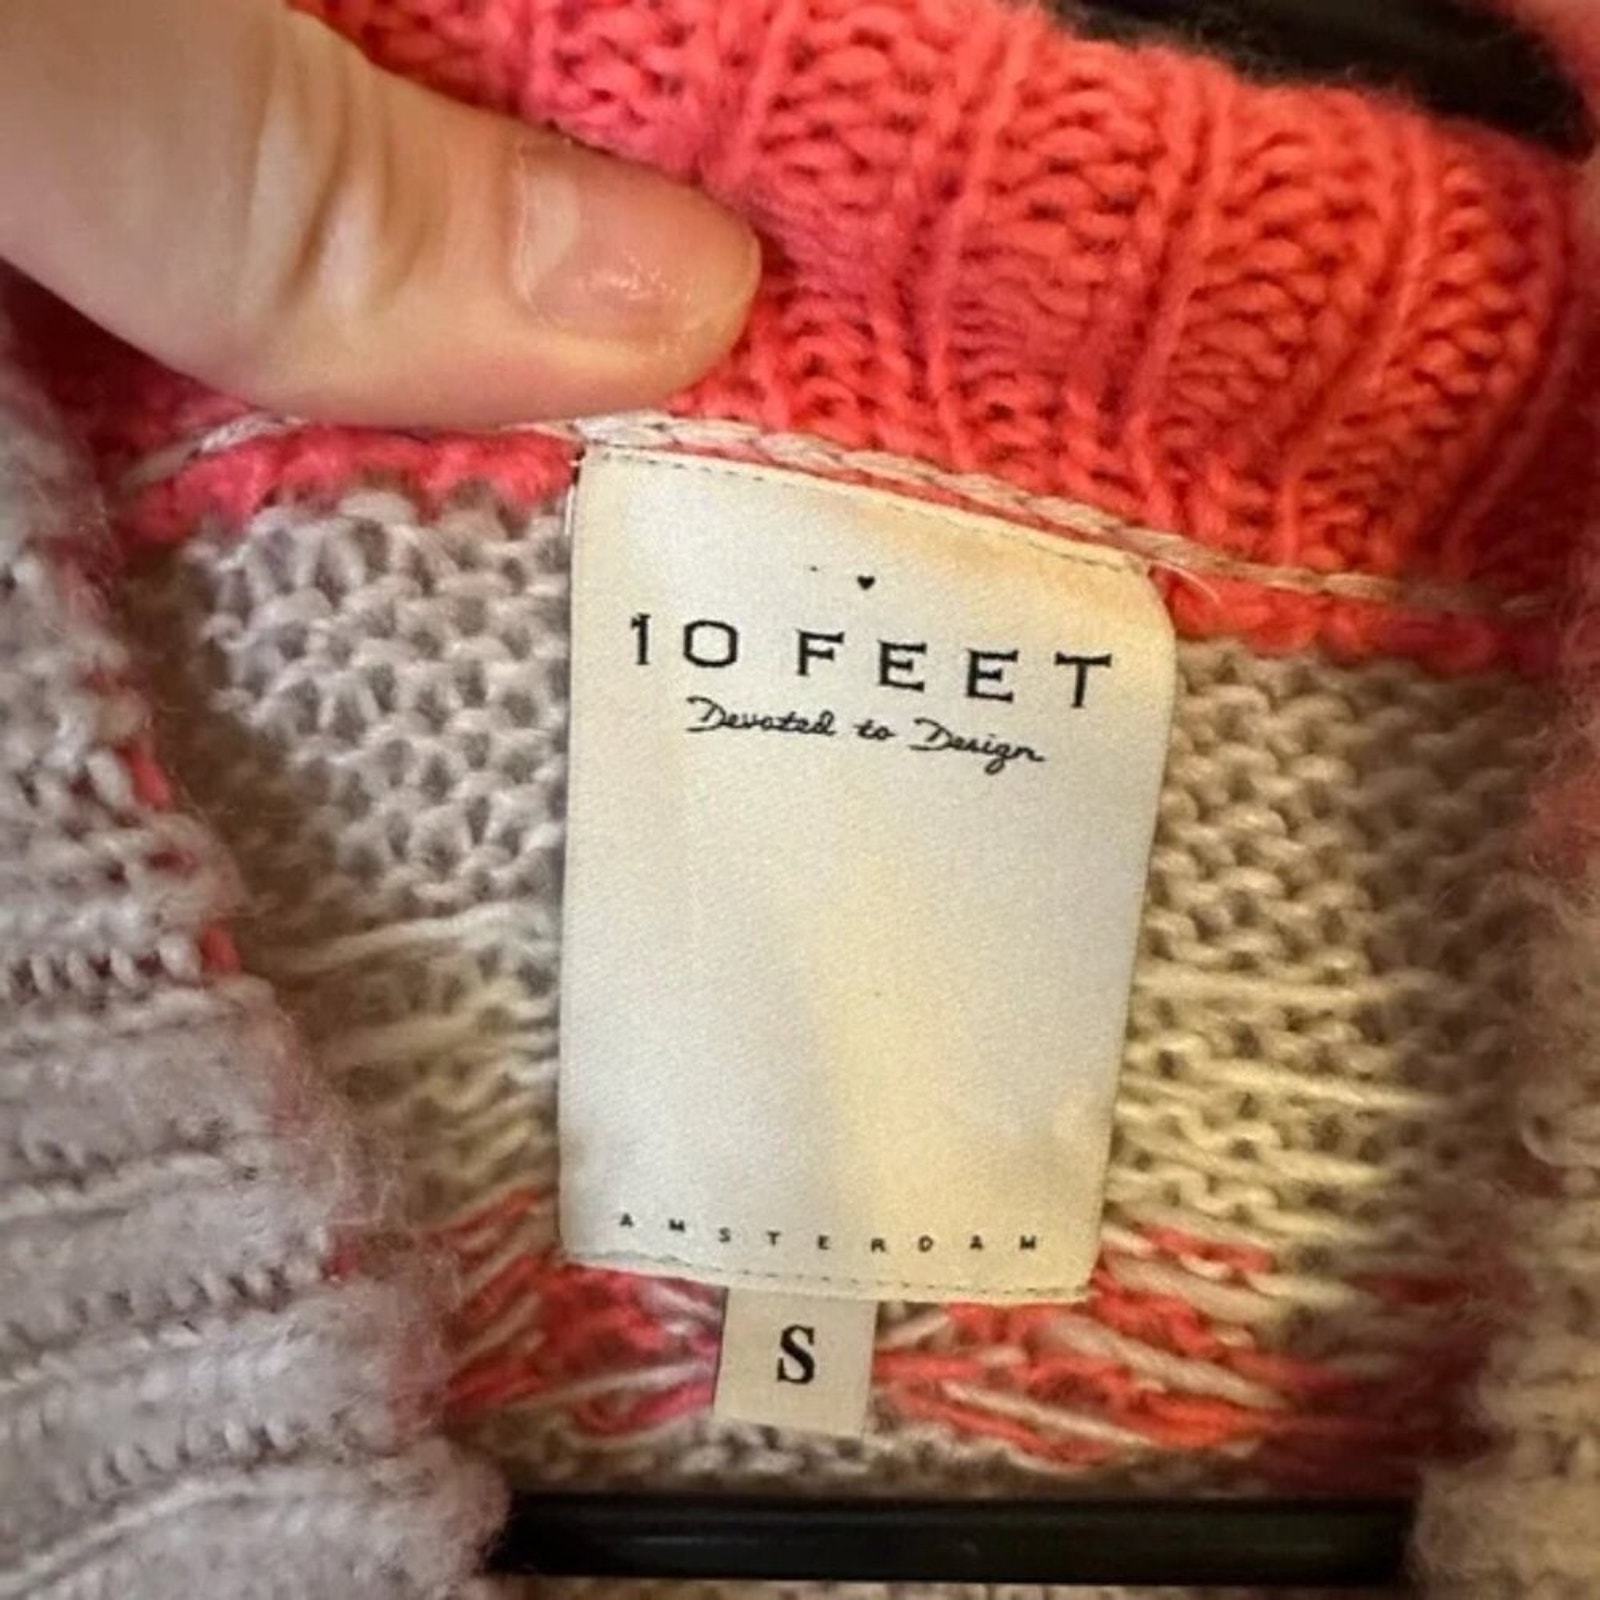 10 FEET
Devoted to Design
AMSTERDAM
S